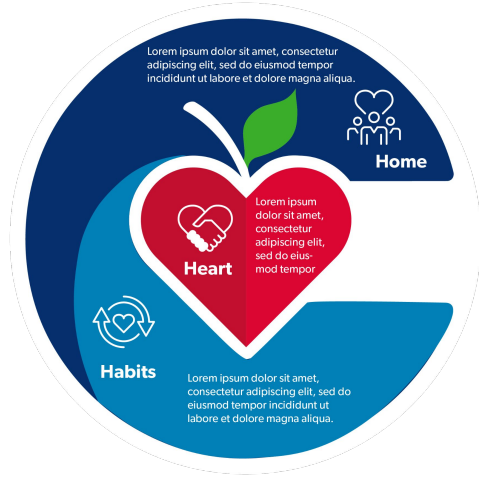 Lorem ipsum dolor sit amet, consectetur
adipiscing elit, sed do eiusmod tempor
incididunt ut labore et dolore magna aliqua.
Home
Lorem ipsum
dolor sit amet,
consectetur
adipiscing elit,
sed do eius-
mod tempor
Heart
Habits
Lorem ipsum dolor sit amet,
consectetur adipiscing elit, sed do
eiusmod tempor incididunt ut
labore et dolore magna aliqua.